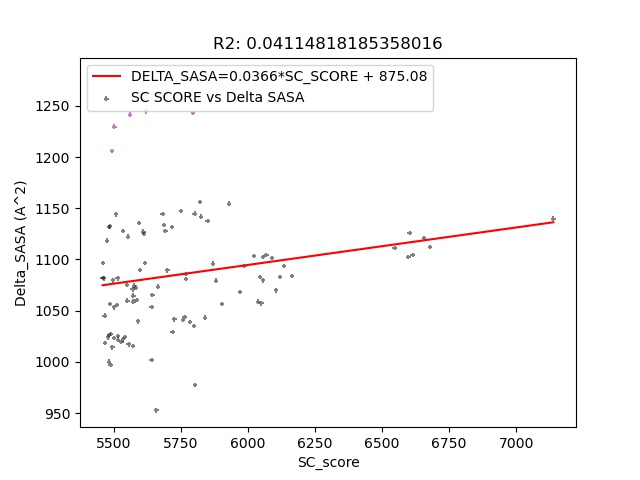 R2: 0.04114818185358016
DELTA_SASA=0.0366*SC_SCORE + 875.08
SC SCORE vs Delta SASA
1250
1200
1150
1100
1050
1000
950
Delta_SASA (A^2)
5500 5750 6000 6250 6500 6750 7000
SC_score